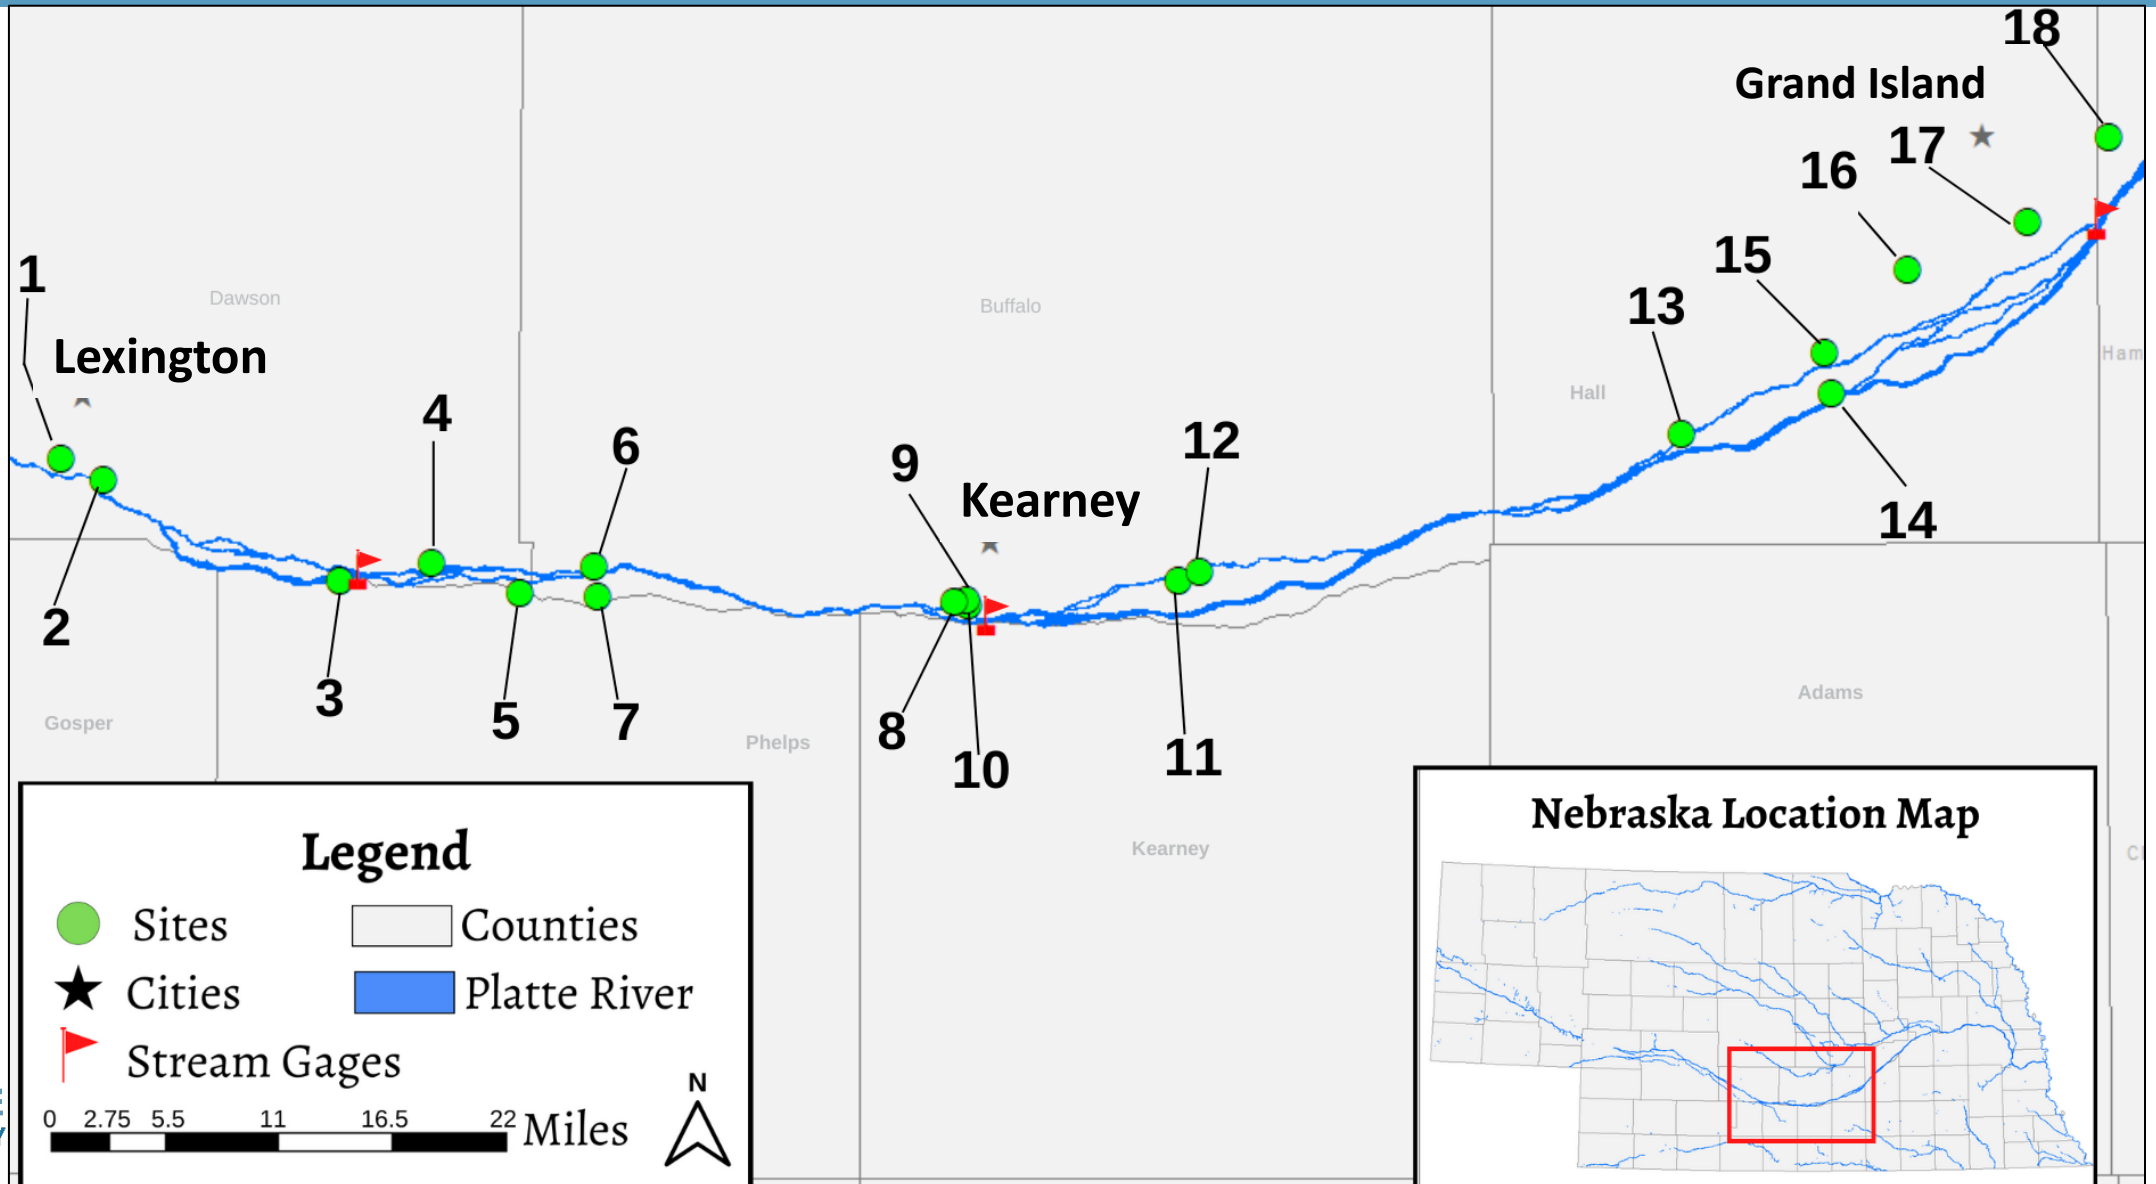 18
Grand Island
17
16
15
1
Dawson
Buffalo
13
Lexington
Ham
Hall
4
12
6
9
Kearney
14
2
3
5
7
Gosper
8
Phelps
11
10
Adams
Kearney
Nebraska Location Map
Legend
Sites
Counties
Cities
Platte River
Stream Gages
N
0 2.75 5.5 11 16.5 22 Miles